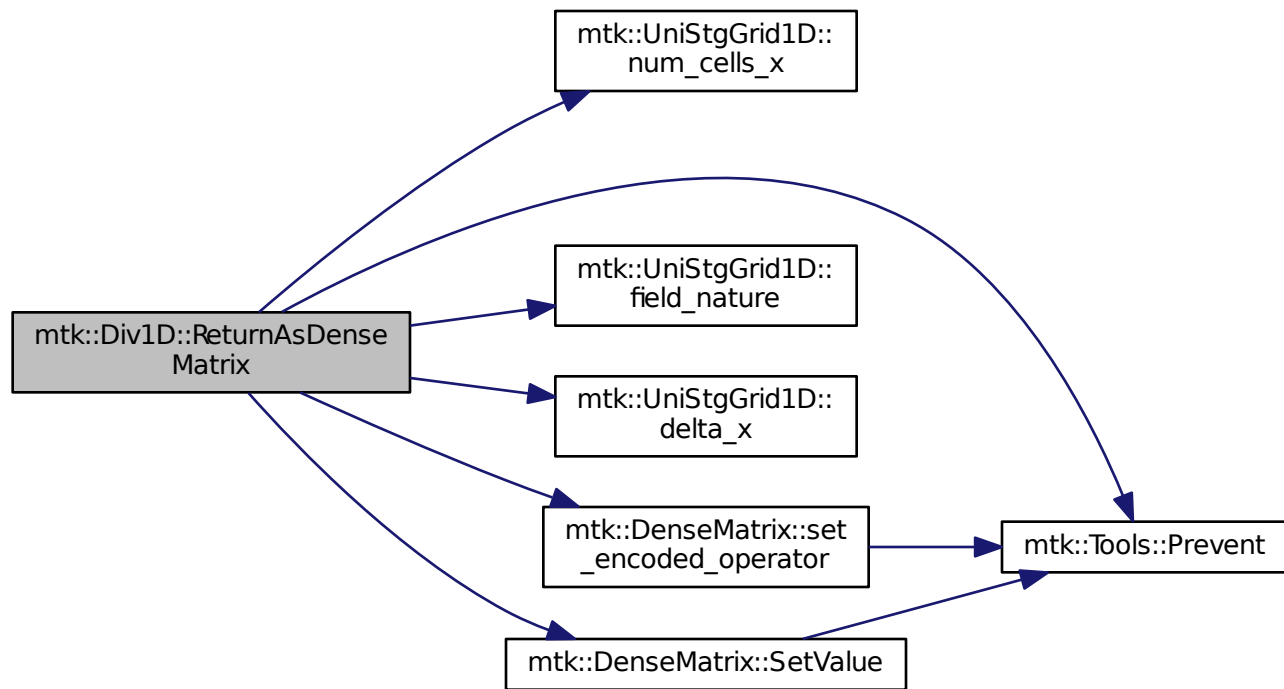 mtk::UniStgGrid1D::
num_cells_x
mtk::UniStgGrid1D::
field_nature
mtk::Div1D::ReturnAsDense
Matrix
mtk::UniStgGrid1D::
delta_x
mtk::DenseMatrix::set
_encoded_operator
mtk::Tools::Prevent
mtk::DenseMatrix::SetValue